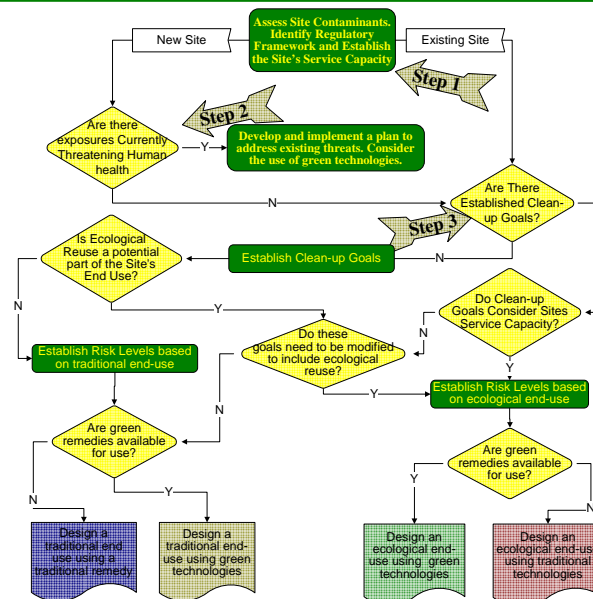 Assess Site Contaminants.
Identify Regulatory
Framework and Establish
the Site's Service Capacity
New Site
Existing Site
Step 1
Step 2
Are there
exposures Currently
Threatening Human
health
Y
Develop and implement a plan to
address existing threats. Consider
the use of green technologies.
N
Are There
Established Clean-
up Goals?
Step 3
Is Ecological
Reuse a potential
part of the Site's
End Use?
Establish Clean-up Goals
N
N
Y
Do Clean-up
Goals Consider Sites
Service Capacity?
N
Do these
goals need to be modified
to include ecological
reuse?
Y
Establish Risk Levels based
on traditional end-use
Establish Risk Levels based
on ecological end-use
Y
N
Are green
remedies available
for use?
Are green
remedies available
for use?
N
Y
Y
N
Design a
traditional end
use using a
traditional remedy
Design a
traditional end-
use using green
technologies
Design an
ecological end-
use using green
technologies
Design an
ecological end-us
using traditional
technologies